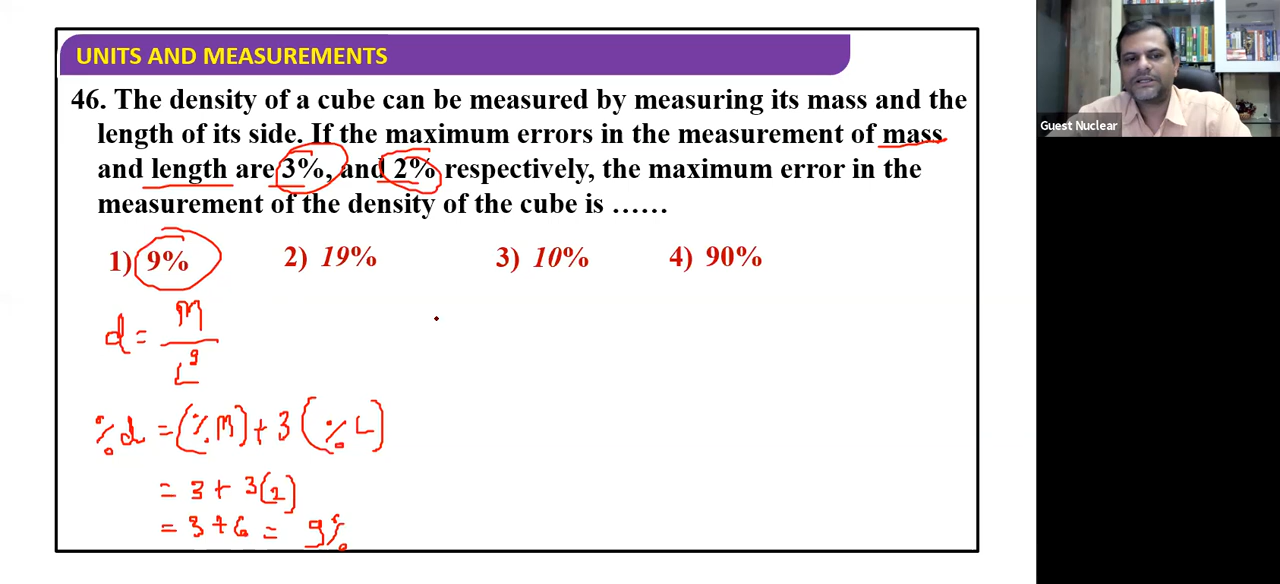 UNITS AND MEASUREMENTS
46. The density of a cube can be measured by measuring its mass and the
length of its side. If the maximum errors in the measurement of mass
and length are 3%, and 2% respectively, the maximum error in the
measurement of the density of the cube is ……
1) 9% 2) 19% 3) 10% 4) 90%
d = M / L³
%d = (%M) + 3 (%L)
= 3 + 3(2)
= 3 + 6 = 9%
Guest Nuclear